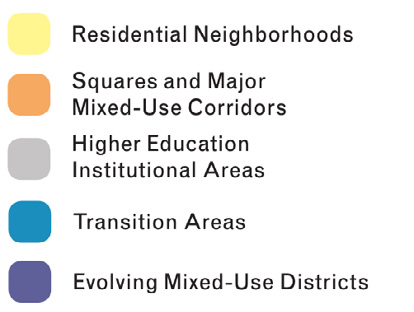 Residential Neighborhoods
Squares and Major
Mixed-Use Corridors
Higher Education
Institutional Areas
Transition Areas
Evolving Mixed-Use Districts